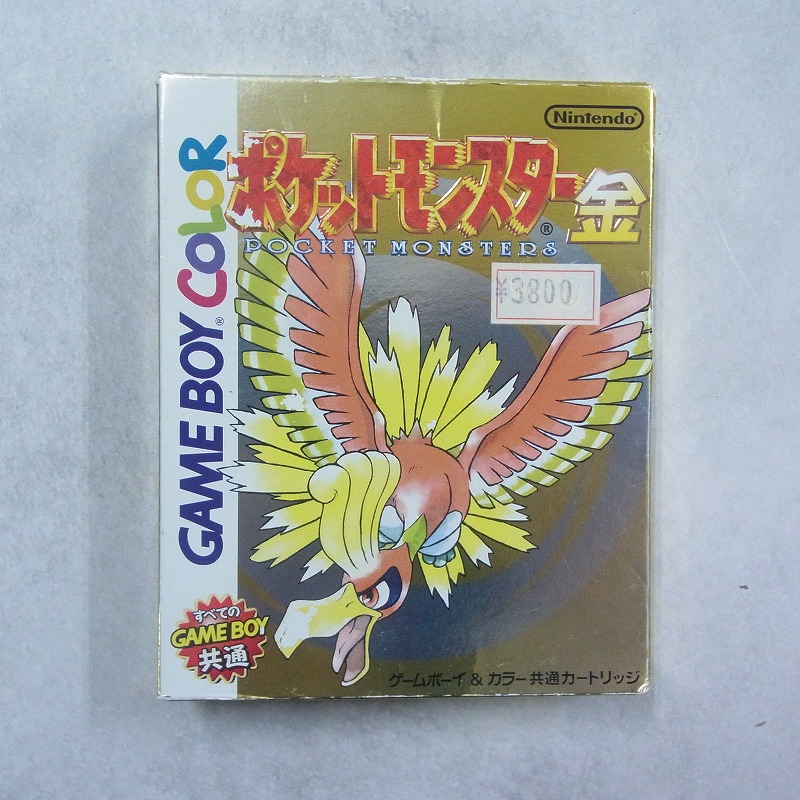 Nintendo
ポケットモンスター金
®
POCKET MONSTERS
¥3800/
GAME BOY COLOR
®
すべての
GAME BOY
共通
ゲームボーイ & カラー共通カートリッジ